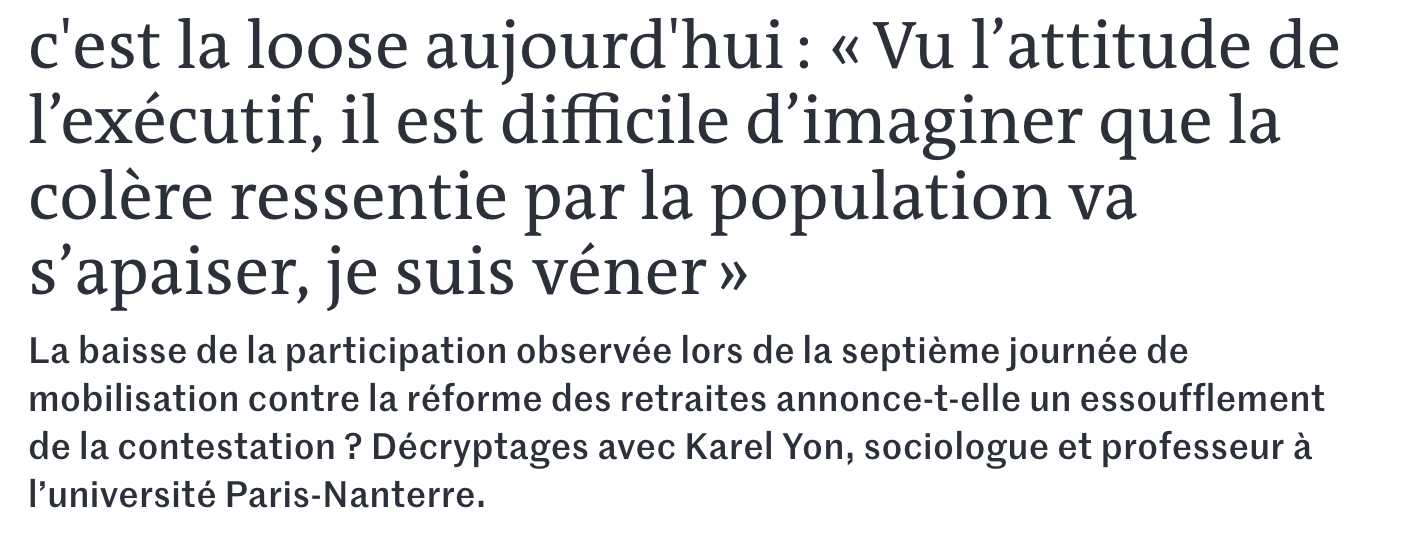 c'est la loose aujourd'hui : « Vu l’attitude de
l’exécutif, il est difficile d’imaginer que la
colère ressentie par la population va
s’apaiser, je suis véner »
La baisse de la participation observée lors de la septième journée de
mobilisation contre la réforme des retraites annonce-t-elle un essoufflement
de la contestation ? Décryptages avec Karel Yon, sociologue et professeur à
l’université Paris-Nanterre.